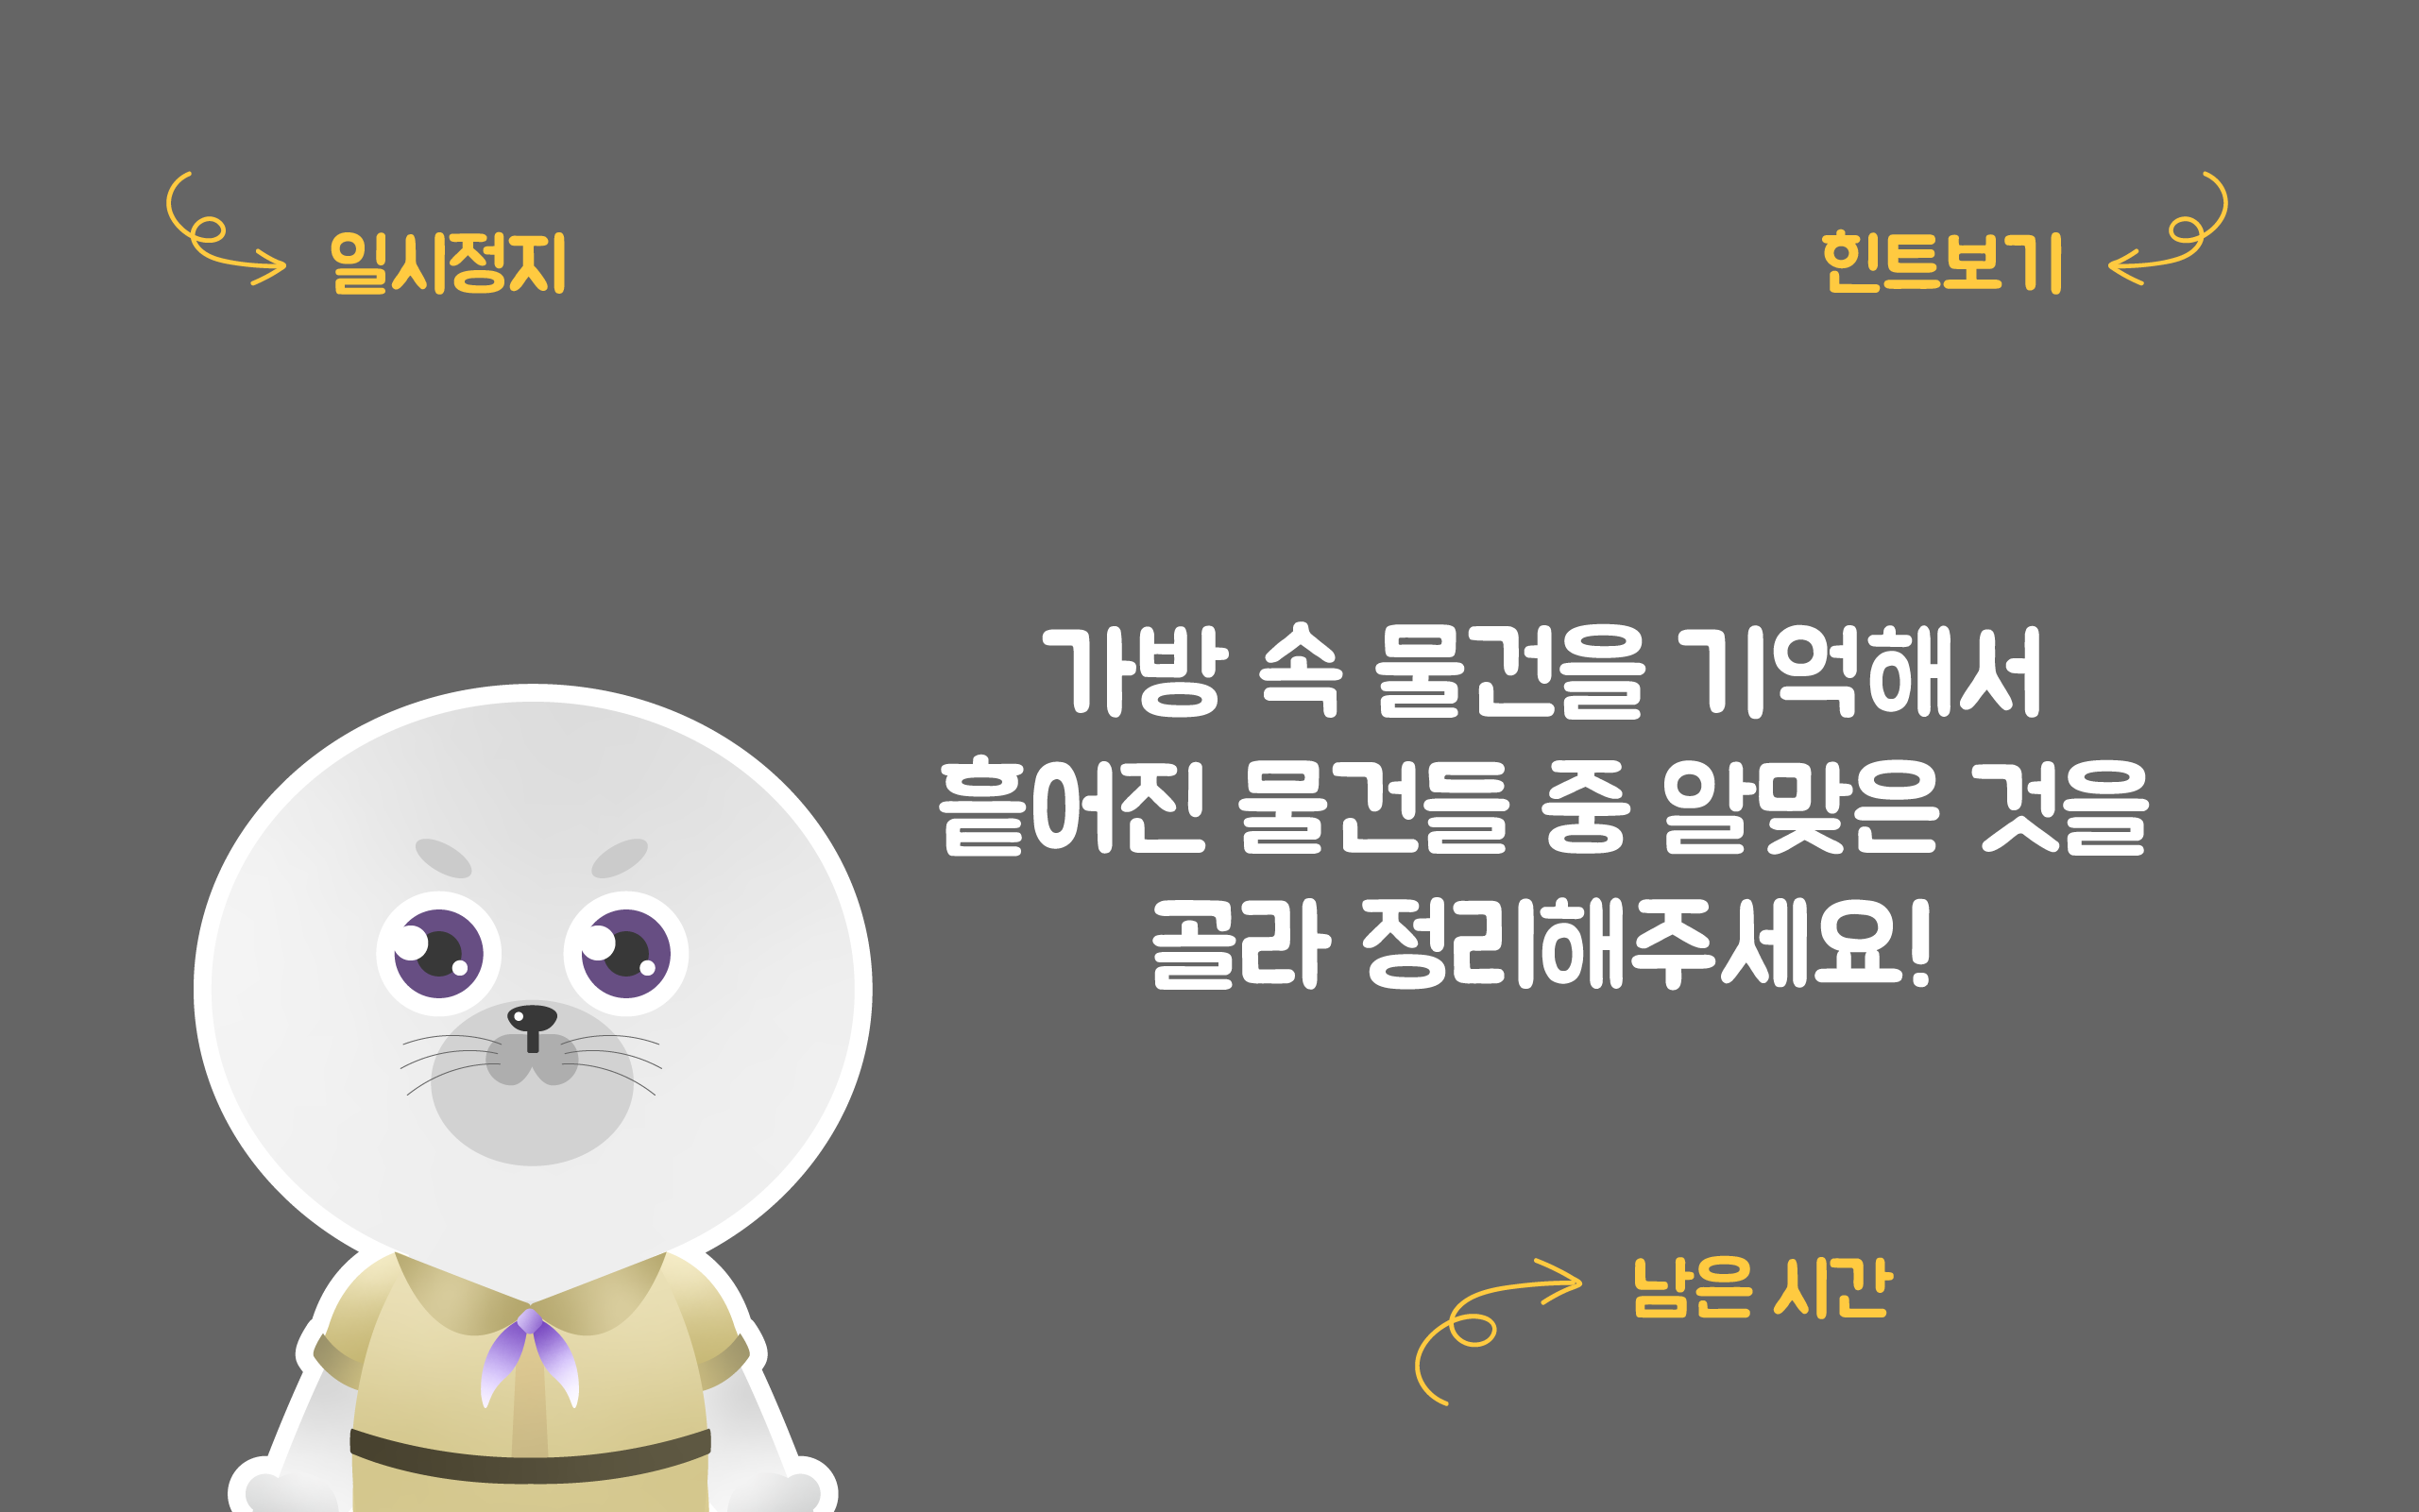 일시정지
힌트보기
가방 속 물건을 기억해서
흩어진 물건들 중 알맞은 것을
골라 정리해주세요!
남은 시간